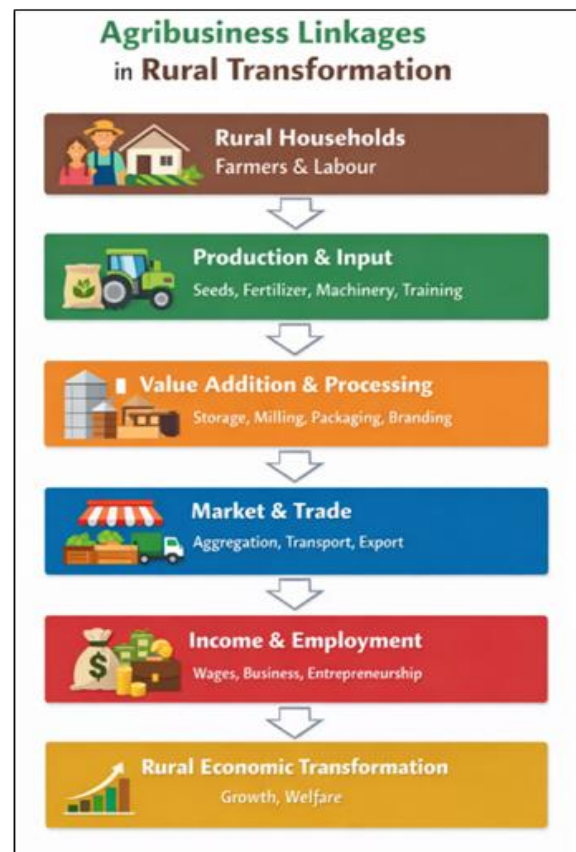 Agribusiness Linkages
in Rural Transformation
Rural Households
Farmers & Labour
Production & Input
Seeds, Fertilizer, Machinery, Training
Value Addition & Processing
Storage, Milling, Packaging, Branding
Market & Trade
Aggregation, Transport, Export
$
Income & Employment
Wages, Business, Entrepreneurship
Rural Economic Transformation
Growth, Welfare